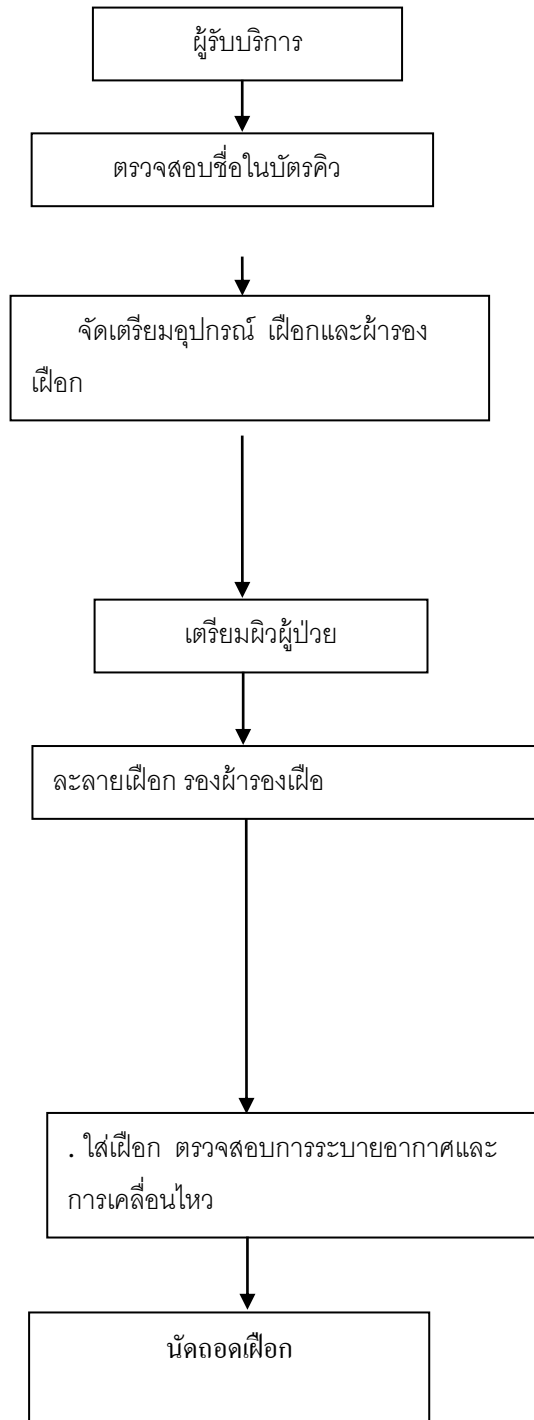 ผู้รับบริการ
ตรวจสอบชื่อในบัตรคิว
จัดเตรียมอุปกรณ์ เฝือกและผ้ารอง
เฝือก
เตรียมผิวผู้ป่วย
ละลายเฝือก รองผ้ารองเฝือ
. ใส่เฝือก ตรวจสอบการระบายอากาศและ
การเคลื่อนไหว
นัดถอดเฝือก